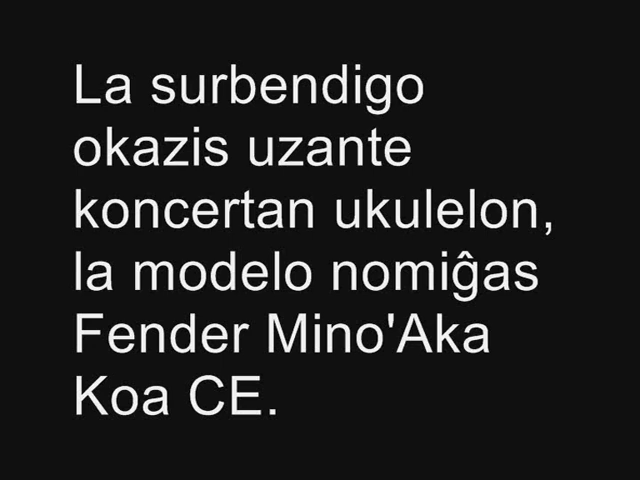 La surbendigo
okazis uzante
koncertan ukulelon,
la modelo nomiĝas
Fender Mino'Aka
Koa CE.